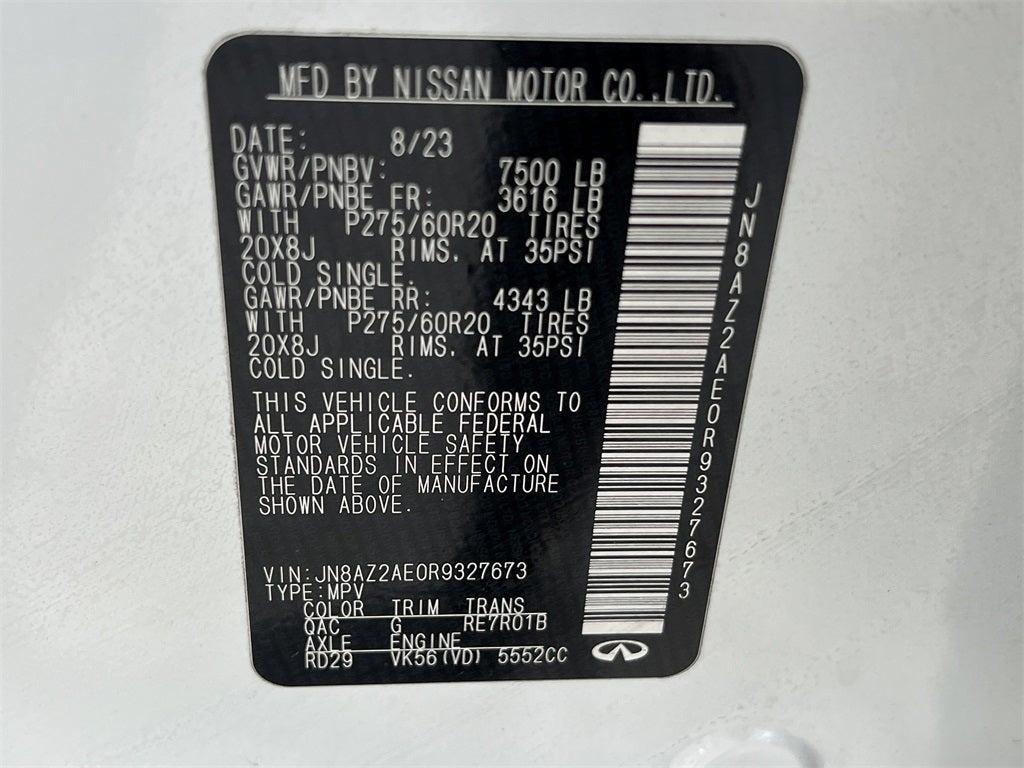 MFD BY NISSAN MOTOR CO.,LTD.
DATE: 8/23
GVWR/PNBV: 7500 LB
GAWR/PNBE FR: 3616 LB
WITH P275/60R20 TIRES
20X8J RIMS. AT 35PSI
COLD SINGLE.
GAWR/PNBE RR: 4343 LB
WITH P275/60R20 TIRES
20X8J RIMS. AT 35PSI
COLD SINGLE.
THIS VEHICLE CONFORMS TO
ALL APPLICABLE FEDERAL
MOTOR VEHICLE SAFETY
STANDARDS IN EFFECT ON
THE DATE OF MANUFACTURE
SHOWN ABOVE.
VIN:JN8AZ2AE0R9327673
TYPE:MPV
COLOR TRIM TRANS
QAC G RE7R01B
AXLE ENGINE
RD29 VK56(VD) 5552CC
JN8AZ2AE0R9327673